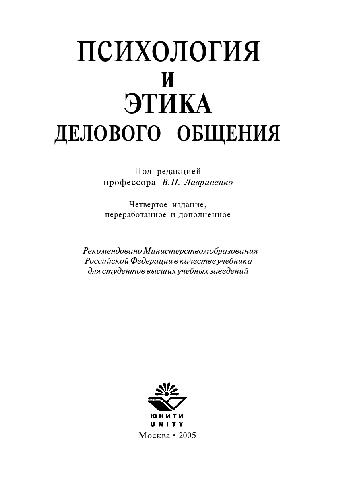 ПСИХОЛОГИЯ
И
ЭТИКА
ДЕЛОВОГО ОБЩЕНИЯ
Под редакцией
профессора В.Н. Лавриненко
Четвертое издание,
переработанное и дополненное
Рекомендовано Министерством образования
Российской Федерации в качестве учебника
для студентов высших учебных заведений
ЮНИТИ
UNITY
Москва • 2005